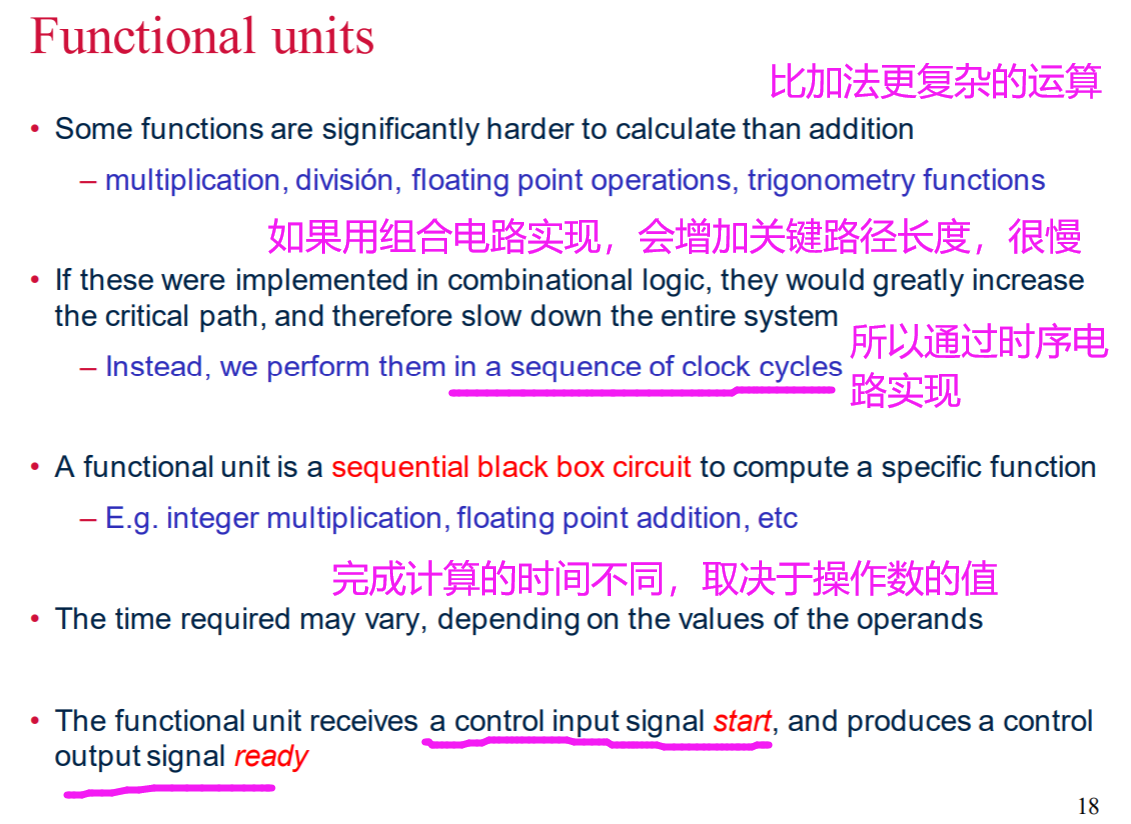 Functional units
比加法更复杂的运算
• Some functions are significantly harder to calculate than addition
– multiplication, división, floating point operations, trigonometry functions
如果用组合电路实现，会增加关键路径长度，很慢
• If these were implemented in combinational logic, they would greatly increase
the critical path, and therefore slow down the entire system
所以通过时序电
路实现
– Instead, we perform them in a sequence of clock cycles
• A functional unit is a sequential black box circuit to compute a specific function
– E.g. integer multiplication, floating point addition, etc
完成计算的时间不同，取决于操作数的值
• The time required may vary, depending on the values of the operands
• The functional unit receives a control input signal start, and produces a control
output signal ready
18